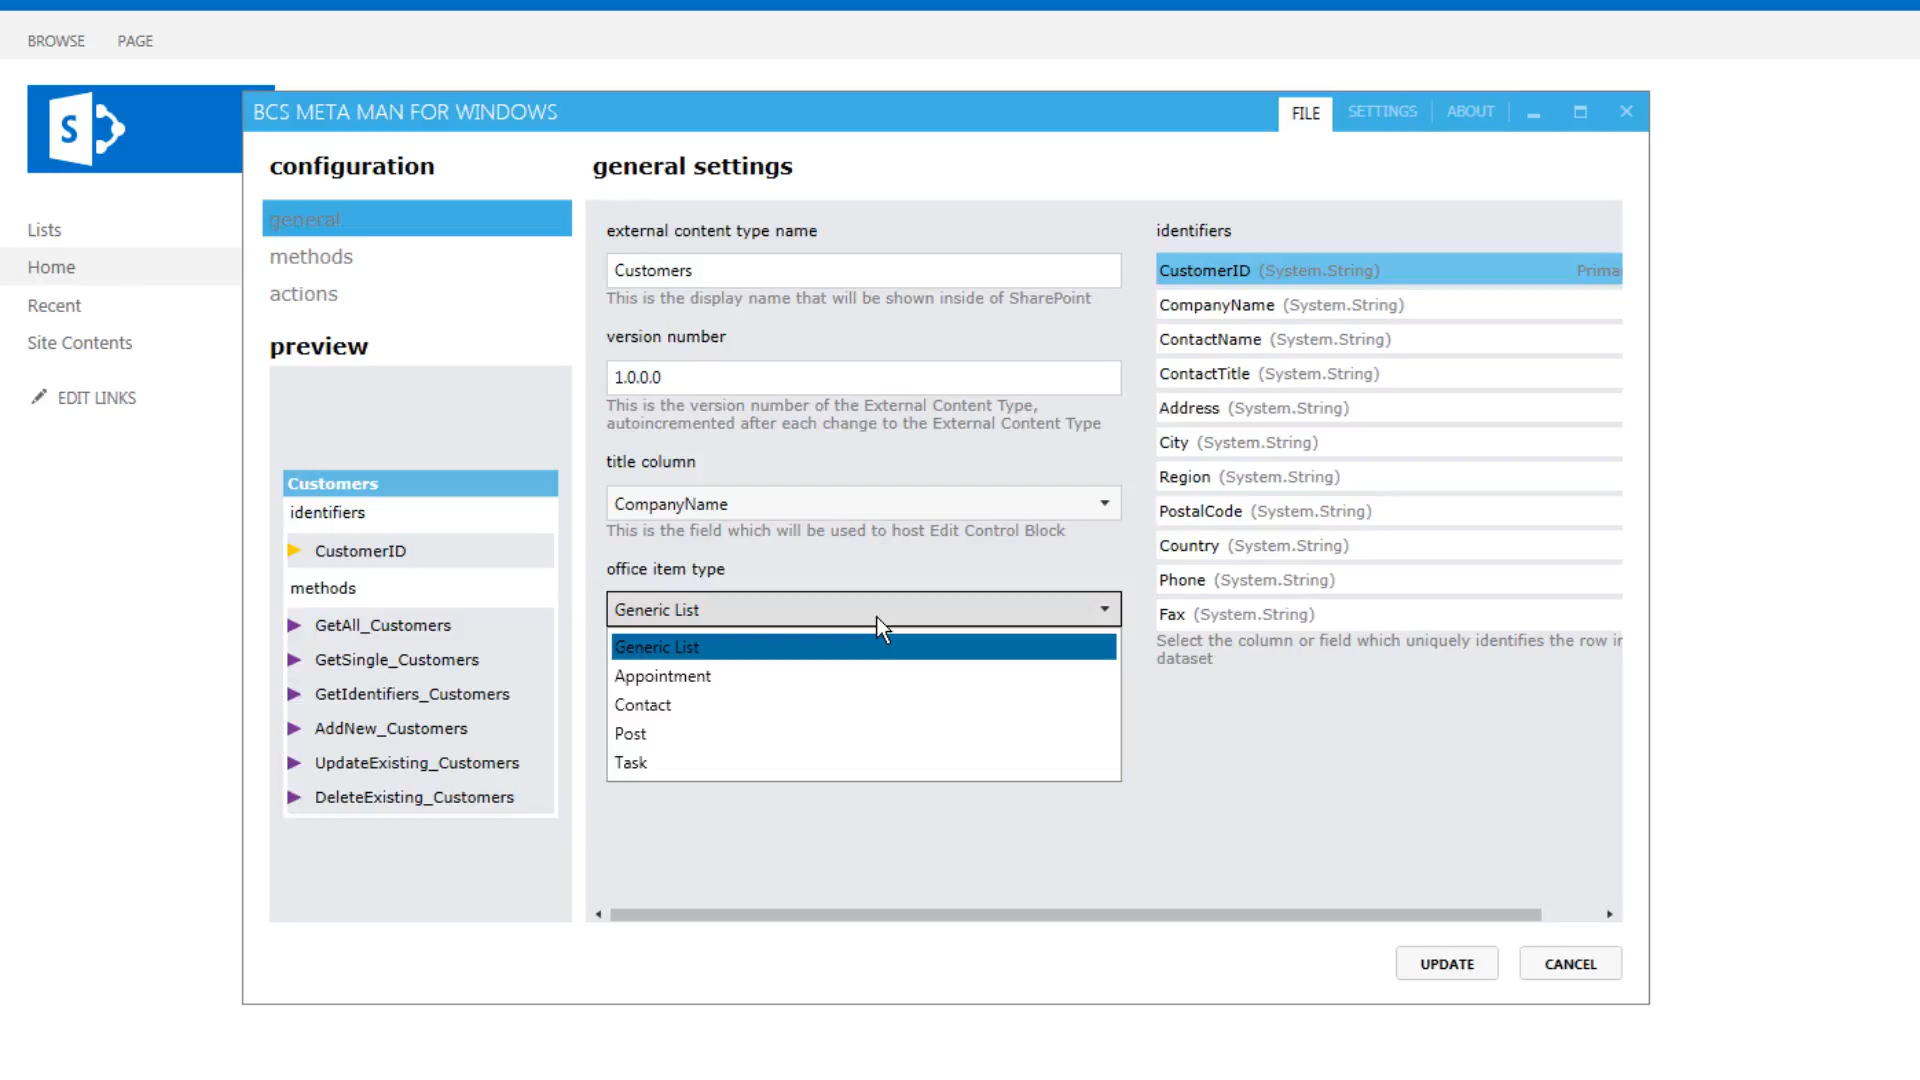 BROWSE PAGE
S
BCS META MAN FOR WINDOWS
FILE
SETTINGS
ABOUT
Lists
Home
Recent
Site Contents
EDIT LINKS
configuration
general
methods
actions
preview
Customers
identifiers
CustomerID
methods
GetAll_Customers
GetSingle_Customers
GetIdentifiers_Customers
AddNew_Customers
UpdateExisting_Customers
DeleteExisting_Customers
general settings
external content type name
Customers
This is the display name that will be shown inside of SharePoint
version number
1.0.0.0
This is the version number of the External Content Type,
autoincremented after each change to the External Content Type
title column
CompanyName
This is the field which will be used to host Edit Control Block
office item type
Generic List
Generic List
Appointment
Contact
Post
Task
identifiers
CustomerID (System.String) Prima
CompanyName (System.String)
ContactName (System.String)
ContactTitle (System.String)
Address (System.String)
City (System.String)
Region (System.String)
PostalCode (System.String)
Country (System.String)
Phone (System.String)
Fax (System.String)
Select the column or field which uniquely identifies the row in
dataset
UPDATE
CANCEL